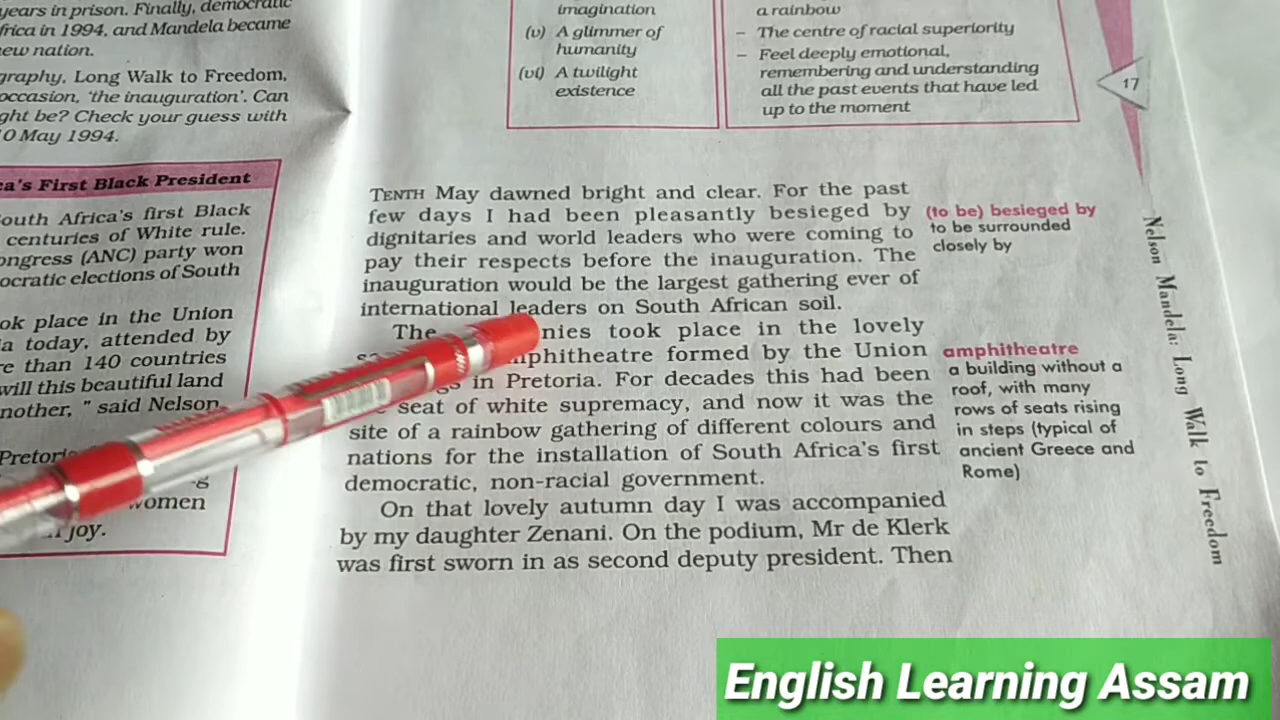 years in prison. Finally, democratic
frica in 1994, and Mandela became
ew nation.
graphy, Long Walk to Freedom,
occasion, 'the inauguration'. Can
ght be? Check your guess with
0 May 1994.
ca's First Black President
outh Africa's first Black
centuries of White rule.
ongress (ANC) party won
ocratic elections of South
ok place in the Union
a today, attended by
re than 140 countries
will this beautiful land
nother, " said Nelson
Pretoria
women
joy.
imagination
(v) A glimmer of
humanity
(vi) A twilight
existence
a rainbow
– The centre of racial superiority
– Feel deeply emotional,
remembering and understanding
all the past events that have led
up to the moment
17
TENTH May dawned bright and clear. For the past
few days I had been pleasantly besieged by
dignitaries and world leaders who were coming to
pay their respects before the inauguration. The
inauguration would be the largest gathering ever of
international leaders on South African soil.
The nies took place in the lovely
mphitheatre formed by the Union
in Pretoria. For decades this had been
seat of white supremacy, and now it was the
site of a rainbow gathering of different colours and
nations for the installation of South Africa's first
democratic, non-racial government.
On that lovely autumn day I was accompanied
by my daughter Zenani. On the podium, Mr de Klerk
was first sworn in as second deputy president. Then
(to be) besieged by
to be surrounded
closely by
amphitheatre
a building without a
roof, with many
rows of seats rising
in steps (typical of
ancient Greece and
Rome)
Nelson Mandela: Long Walk to Freedom
English Learning Assam